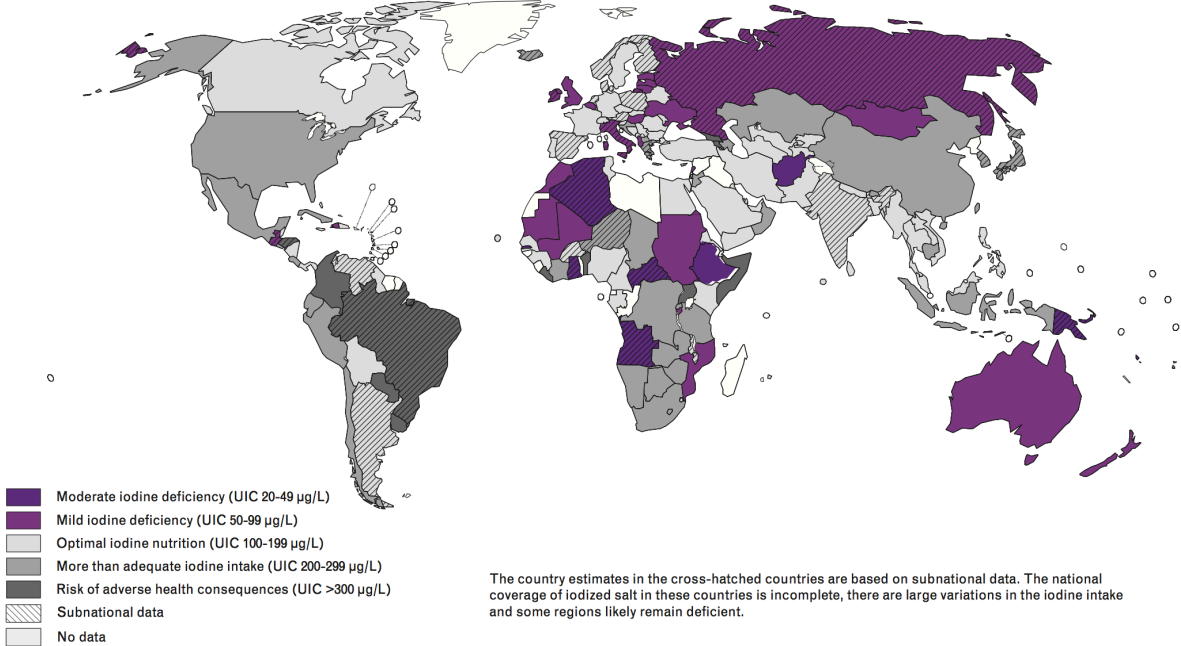 Moderate iodine deficiency (UIC 20-49 µg/L)
Mild iodine deficiency (UIC 50-99 µg/L)
Optimal iodine nutrition (UIC 100-199 µg/L)
More than adequate iodine intake (UIC 200-299 µg/L)
Risk of adverse health consequences (UIC >300 µg/L)
Subnational data
No data
The country estimates in the cross-hatched countries are based on subnational data. The national
coverage of iodized salt in these countries is incomplete, there are large variations in the iodine intake
and some regions likely remain deficient.